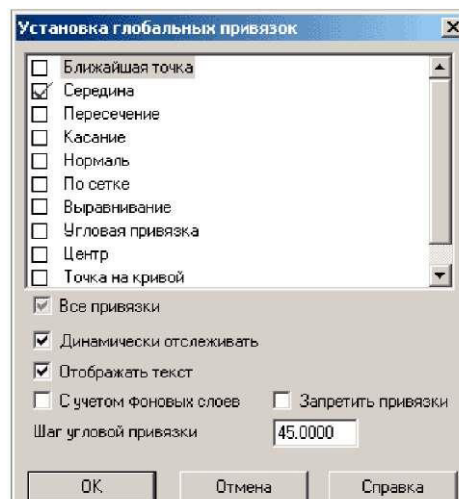 Установка глобальных привязок
Ближайшая точка
Середина
Пересечение
Касание
Нормаль
По сетке
Выравнивание
Угловая привязка
Центр
Точка на кривой
Все привязки
Динамически отслеживать
Отображать текст
С учетом фоновых слоев Запретить привязки
Шаг угловой привязки 45.0000
ОК Отмена Справка